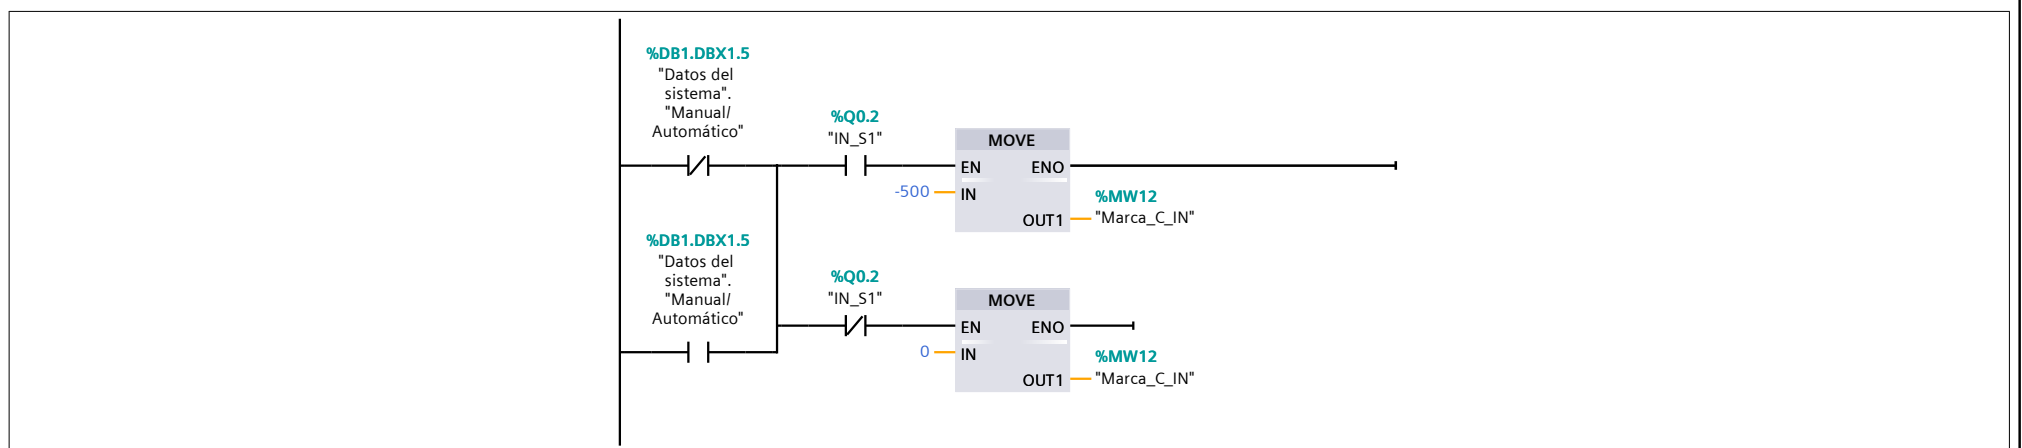 %DB1.DBX1.5
"Datos del
sistema".
"Manual/
Automático"
%Q0.2
"IN_S1"
MOVE
EN ENO
-500 IN
%MW12
OUT1 "Marca_C_IN"
%DB1.DBX1.5
"Datos del
sistema".
"Manual/
Automático"
%Q0.2
"IN_S1"
MOVE
EN ENO
0 IN
%MW12
OUT1 "Marca_C_IN"